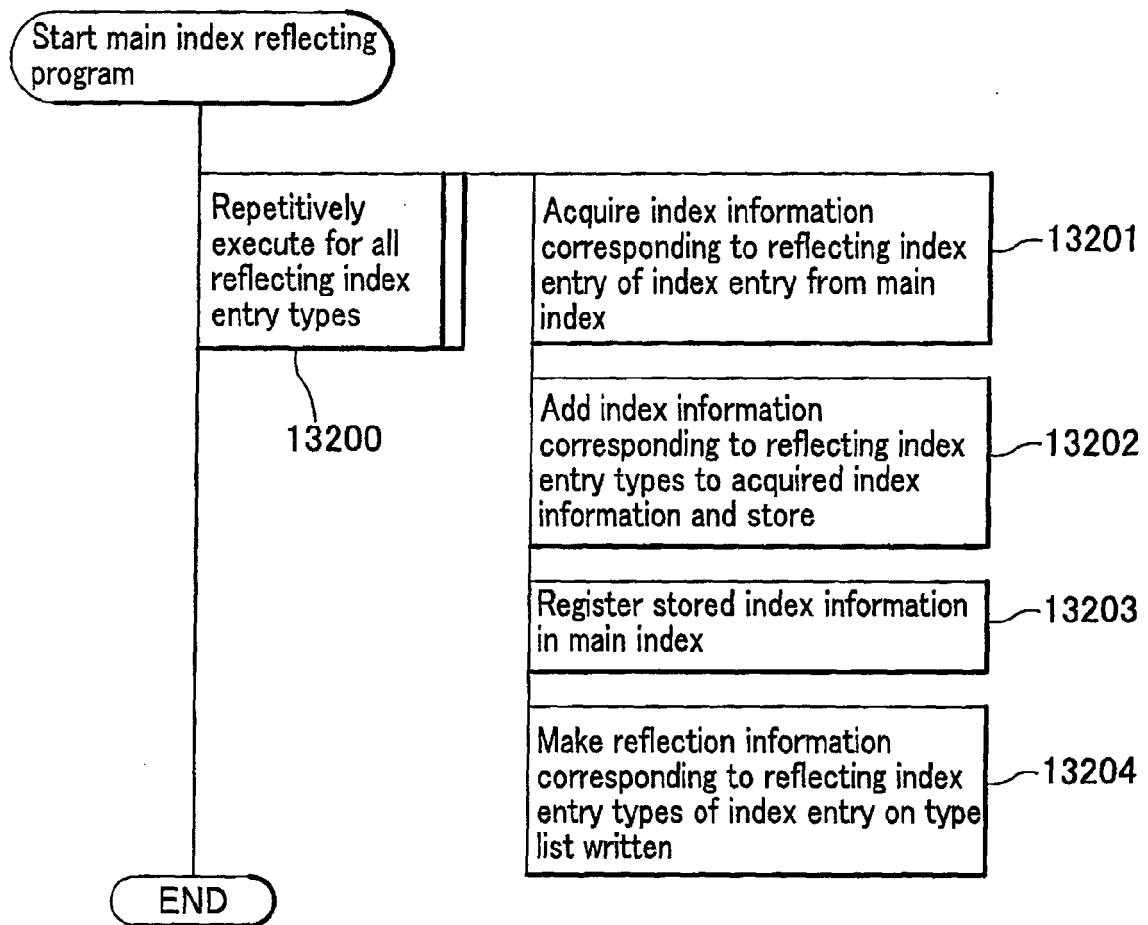 Start main index reflecting
program
Repetitively
execute for all
reflecting index
entry types
13200
Acquire index information
corresponding to reflecting index
entry of index entry from main
index
13201
Add index information
corresponding to reflecting index
entry types to acquired index
information and store
13202
Register stored index information
in main index
13203
Make reflection information
corresponding to reflecting index
entry types of index entry on type
list written
13204
END